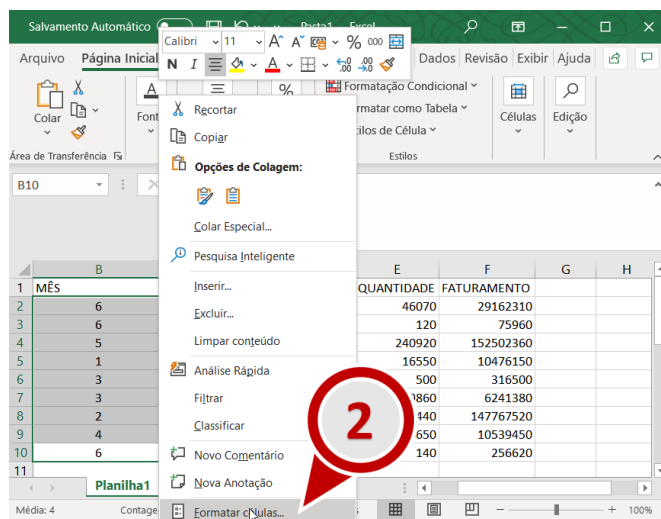 Salvamento Automático Pasta1 Excel
Calibri 11 A A % 000
N I A
Arquivo Página Inicial Dados Revisão Exibir Ajuda
Colar
Font
%
Formatação Condicional
Tabela
Células
Edição
Célula
Área de Transferência
Estilos
Recortar
Copiar
Opções de Colagem:
Colar Especial...
Pesquisa Inteligente
Inserir...
Excluir...
Limpar conteúdo
Análise Rápida
Filtrar
Classificar
Novo Comentário
Nova Anotação
Formatar células...
2
B10
B E F G H
1 MÊS QUANTIDADE FATURAMENTO
2 6 46070 29162310
3 6 120 75960
4 5 240920 152502360
5 1 16550 10476150
6 3 500 316500
7 3 860 6241380
8 2 440 147767520
9 4 650 10539450
10 6 140 256620
11
Planilha1
Média: 4 Contage 100%